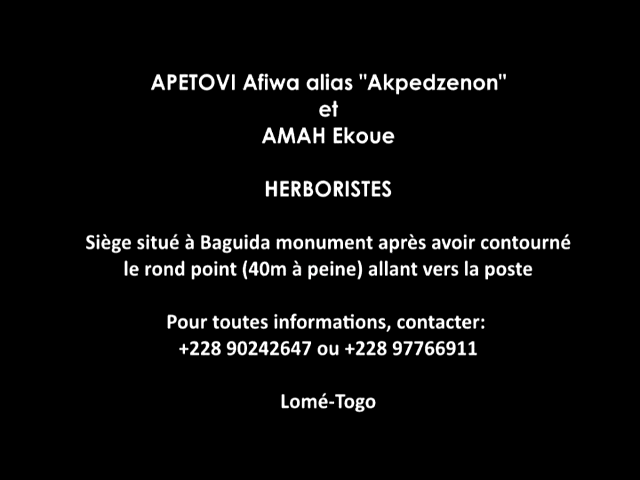 APETOVI Afiwa alias "Akpedzenon"
et
AMAH Ekoue
HERBORISTES
Siège situé à Baguida monument après avoir contourné
le rond point (40m à peine) allant vers la poste
Pour toutes informations, contacter:
+228 90242647 ou +228 97766911
Lomé-Togo